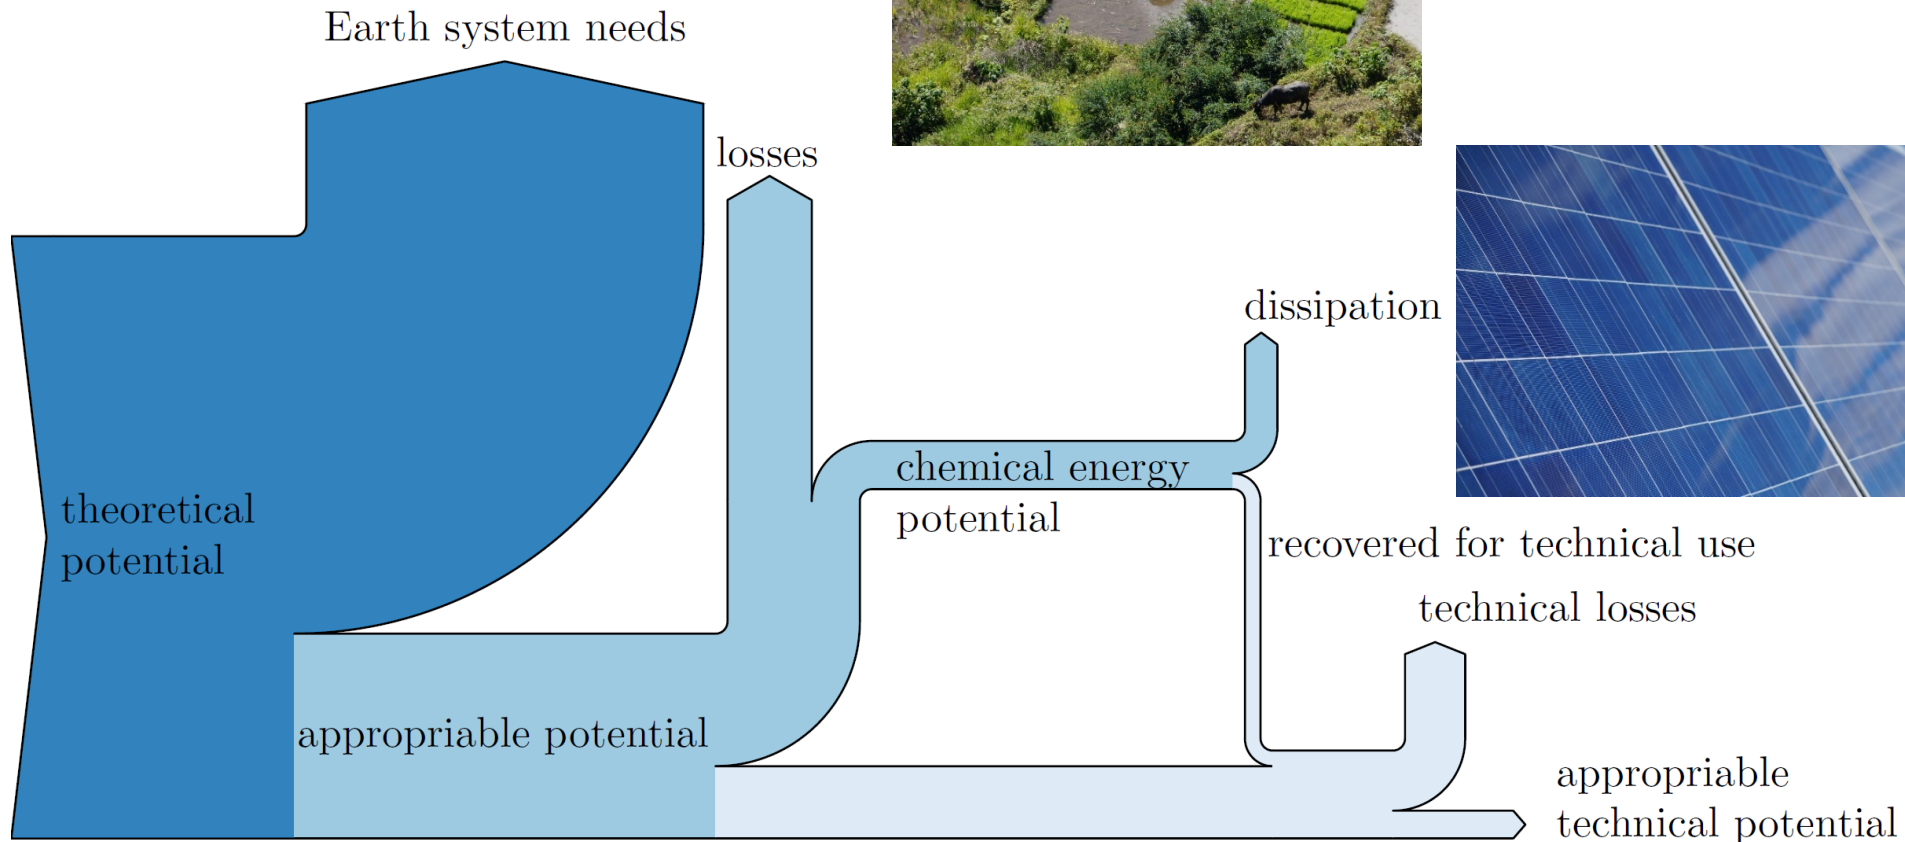 Earth system needs
losses
dissipation
theoretical
potential
chemical energy
potential
recovered for technical use
technical losses
appropriable potential
appropriable
technical potential